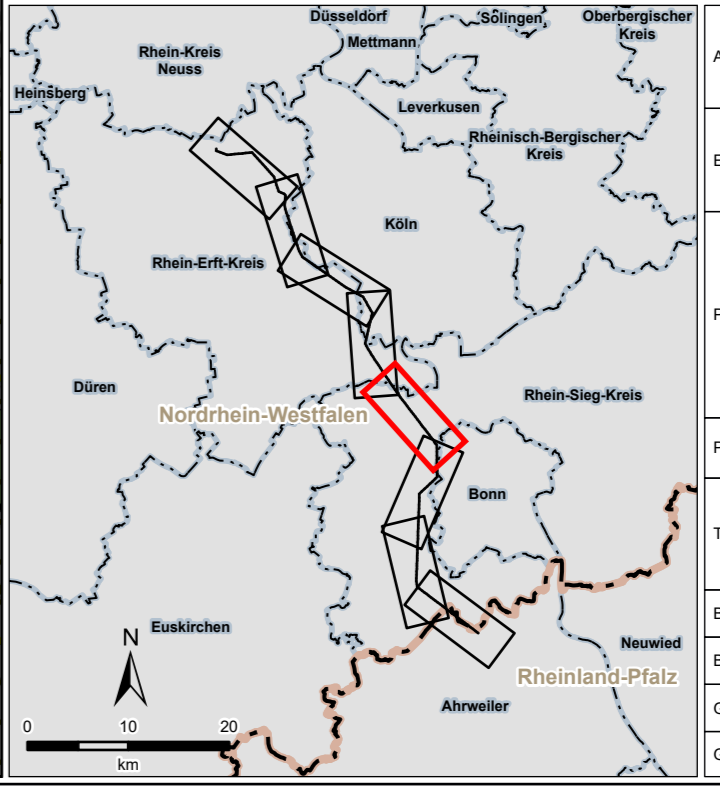 Düsseldorf
Solingen
Oberbergischer
Kreis
Mettmann
Rhein-Kreis
Neuss
Heinsberg
Leverkusen
Rheinisch-Bergischer
Kreis
Köln
Rhein-Erft-Kreis
Düren
Rhein-Sieg-Kreis
Nordrhein-Westfalen
Bonn
Euskirchen
N
Neuwied
Rheinland-Pfalz
Ahrweiler
0 10 20
km